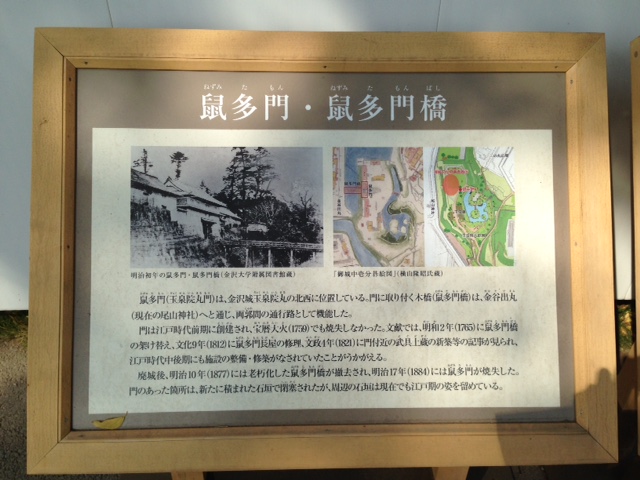 鼠多門・鼠多門橋
明治初年の鼠多門・鼠多門橋（金沢大学附属図書館蔵）
「御城中壱分碁絵図」（横山隆昭氏蔵）
鼠多門（玉泉院丸門）は、金沢城玉泉院丸の北西に位置している。門に取り付く木橋（鼠多門橋）は、金谷出丸
（現在の尾山神社）へと通じ、両郭間の通行路として機能した。
門は江戸時代前期に創建され、宝暦大火（1759）でも焼失しなかった。文献では、明和2年（1765）に鼠多門橋
の架け替え、文化9年（1812）に鼠多門長屋の修理、文政4年（1821）に門付近の武具土蔵の新築等の記事が見られ、
江戸時代中後期にも施設の整備・修築がなされていたことがうかがえる。
廃城後、明治10年（1877）には老朽化した鼠多門橋が撤去され、明治17年（1884）には鼠多門が焼失した。
門のあった箇所は、新たに積まれた石垣で閉塞されたが、周辺の石垣は現在でも江戸期の姿を留めている。